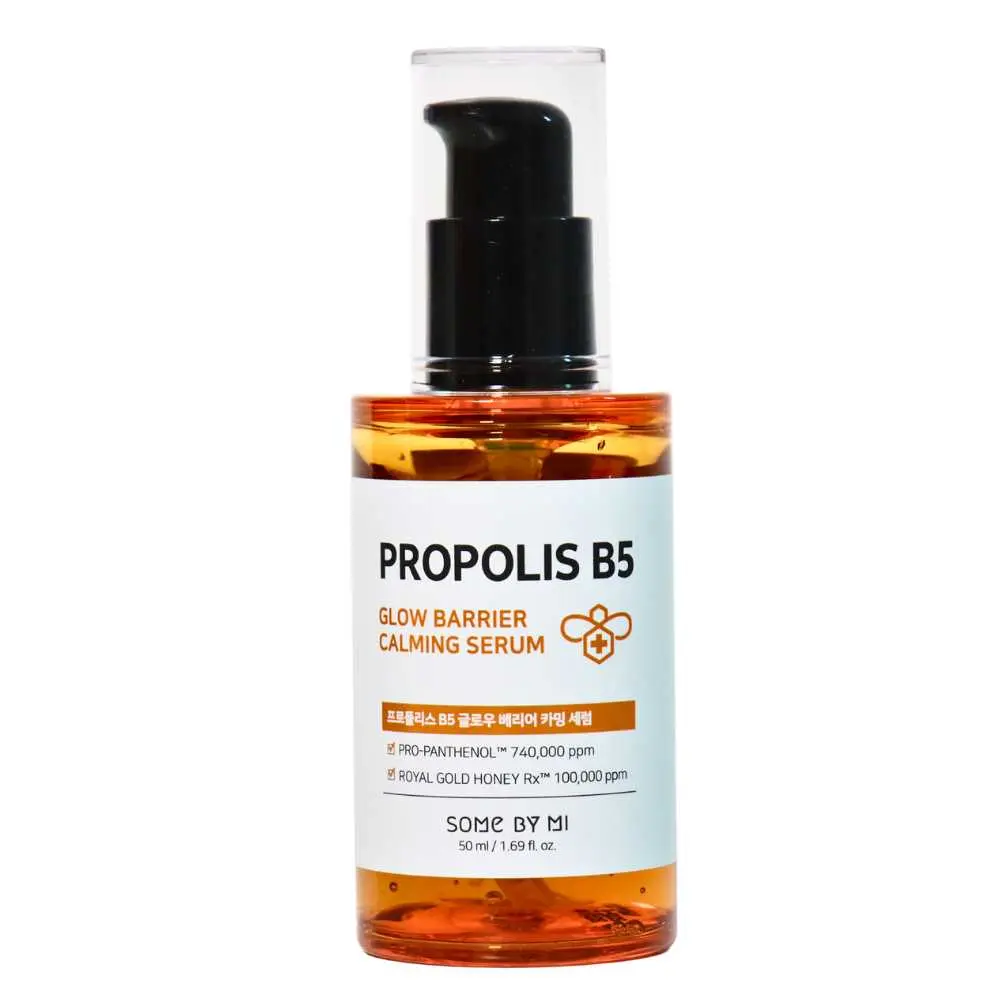 PROPOLIS B5
GLOW BARRIER
CALMING SERUM
프로폴리스 B5 글로우 베리어 카밍 세럼
PRO-PANTHENOL™ 740,000 ppm
ROYAL GOLD HONEY Rx™ 100,000 ppm
SOME BY MI
50 ml / 1.69 fl. oz.